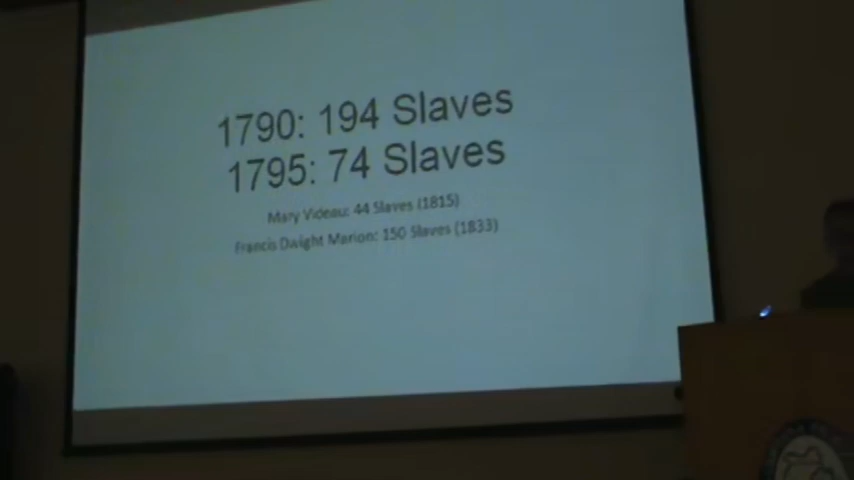 1790: 194 Slaves
1795: 74 Slaves
Mary Videau: 44 Slaves (1815)
Francis Dwight Marion: 150 Slaves (1833)